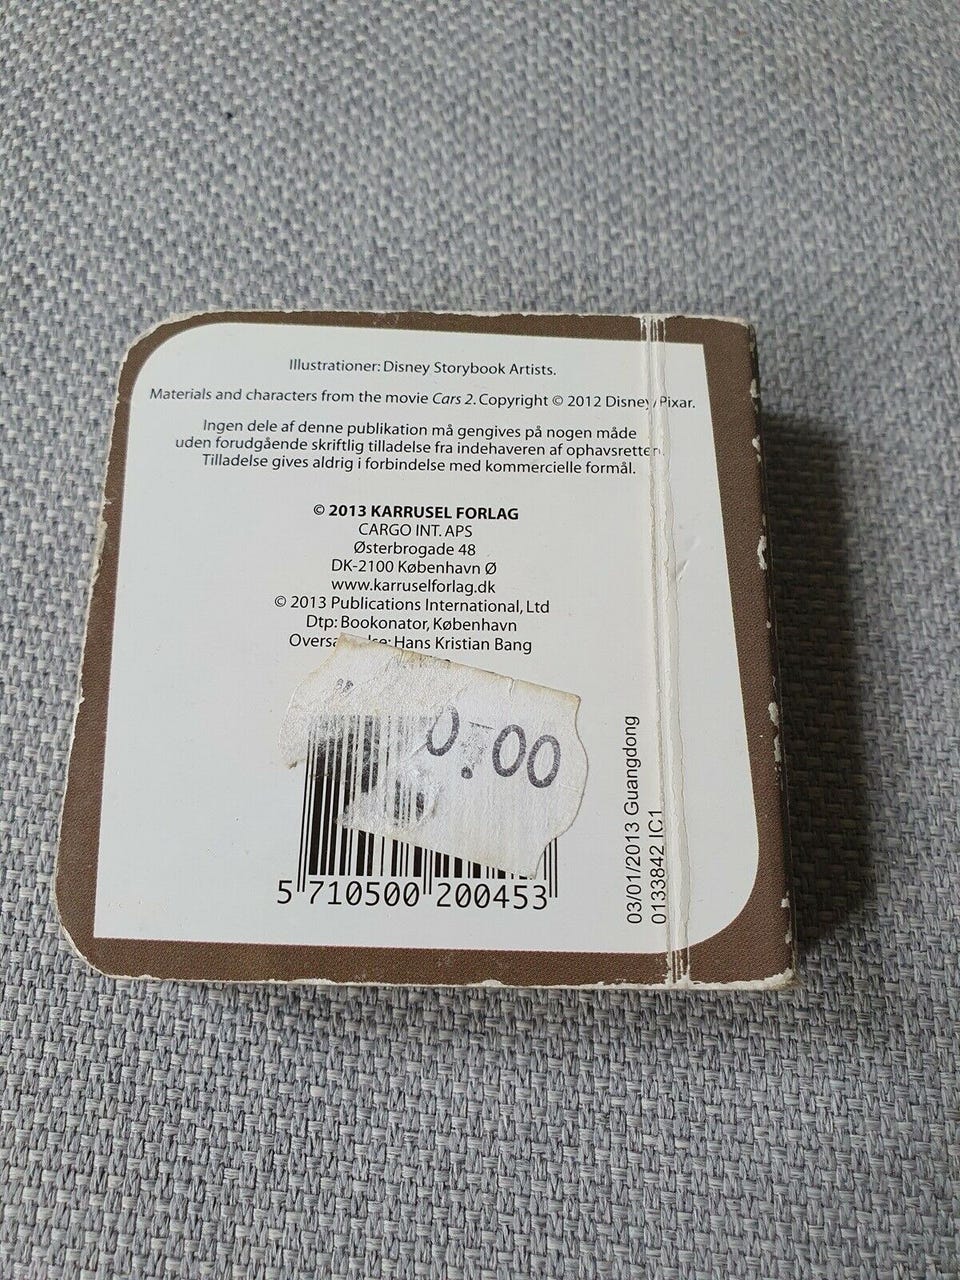 Illustrationer: Disney Storybook Artists.
Materials and characters from the movie Cars 2. Copyright © 2012 Disney/Pixar.
Ingen dele af denne publikation må gengives på nogen måde
uden forudgående skriftlig tilladelse fra indehaveren af ophavsretten.
Tilladelse gives aldrig i forbindelse med kommercielle formål.
© 2013 KARRUSEL FORLAG
CARGO INT. APS
Østerbrogade 48
DK-2100 København Ø
www.karruselforlag.dk
© 2013 Publications International, Ltd
Dtp: Bookonator, København
Hans Kristian Bang
0.00
5 710500 200453
03/01/2013 Guangdong
0133842 IC1